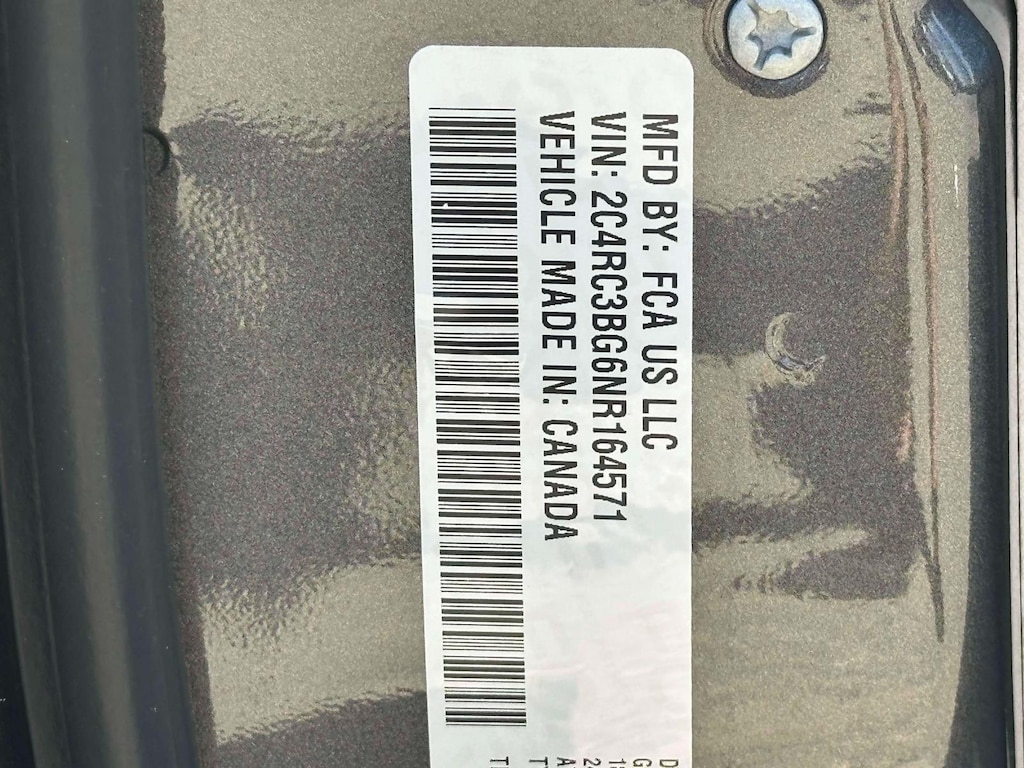 MFD BY: FCA US LLC
VIN: 2C4RC3BG6NR164571
VEHICLE MADE IN: CANADA